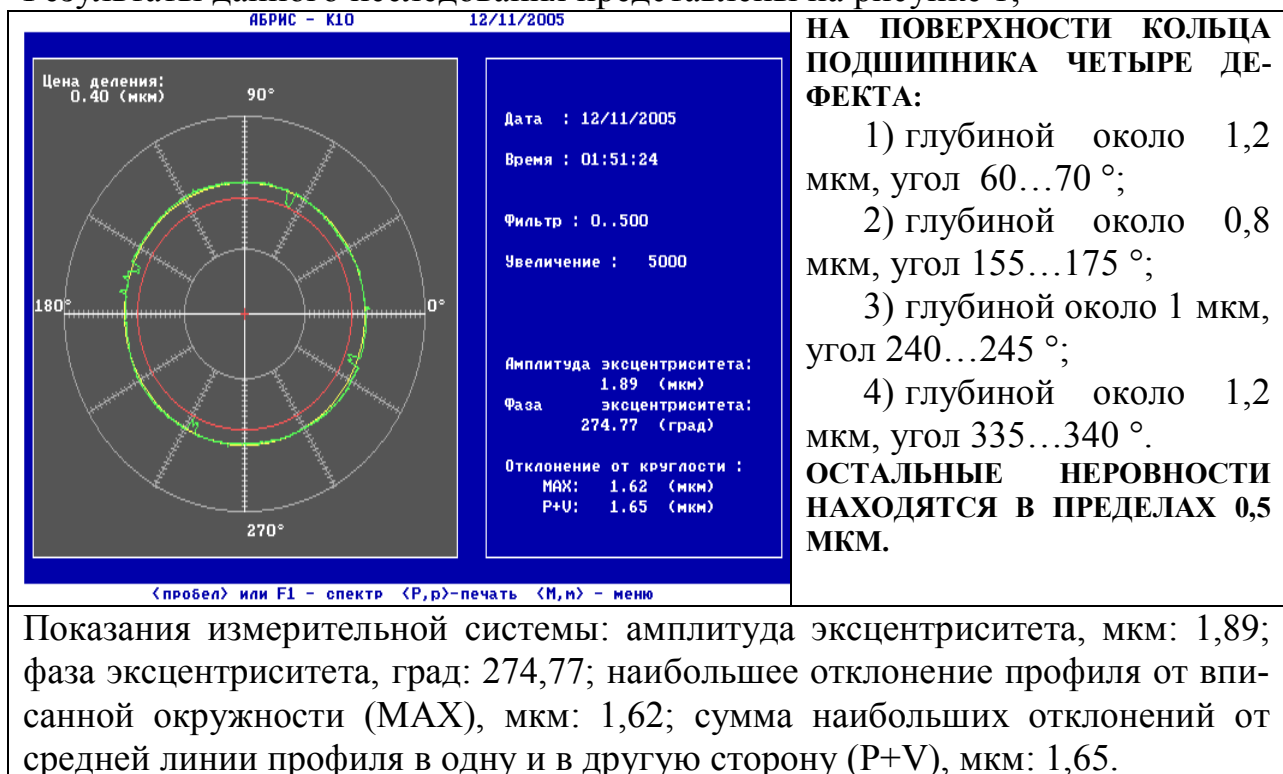 Результаты данного исследования представлены на рисунке 1,
АБРИС - К10 12/11/2005
Цена деления:
0.40 (мкм)
90°
180°
0°
270°
Дата : 12/11/2005
Время : 01:51:24
Фильтр : 0..500
Увеличение : 5000
Амплитуда эксцентриситета:
1.89 (мкм)
Фаза эксцентриситета:
274.77 (град)
Отклонение от круглости :
MAX: 1.62 (мкм)
P+V: 1.65 (мкм)
<пробел> или F1 - спектр <P,p>-печать <M,m> - меню
НА ПОВЕРХНОСТИ КОЛЬЦА
ПОДШИПНИКА ЧЕТЫРЕ ДЕ-
ФЕКТА:
1) глубиной около 1,2
мкм, угол 60…70 °;
2) глубиной около 0,8
мкм, угол 155…175 °;
3) глубиной около 1 мкм,
угол 240…245 °;
4) глубиной около 1,2
мкм, угол 335…340 °.
ОСТАЛЬНЫЕ НЕРОВНОСТИ
НАХОДЯТСЯ В ПРЕДЕЛАХ 0,5
МКМ.
Показания измерительной системы: амплитуда эксцентриситета, мкм: 1,89;
фаза эксцентриситета, град: 274,77; наибольшее отклонение профиля от впи-
санной окружности (MAX), мкм: 1,62; сумма наибольших отклонений от
средней линии профиля в одну и в другую сторону (P+V), мкм: 1,65.